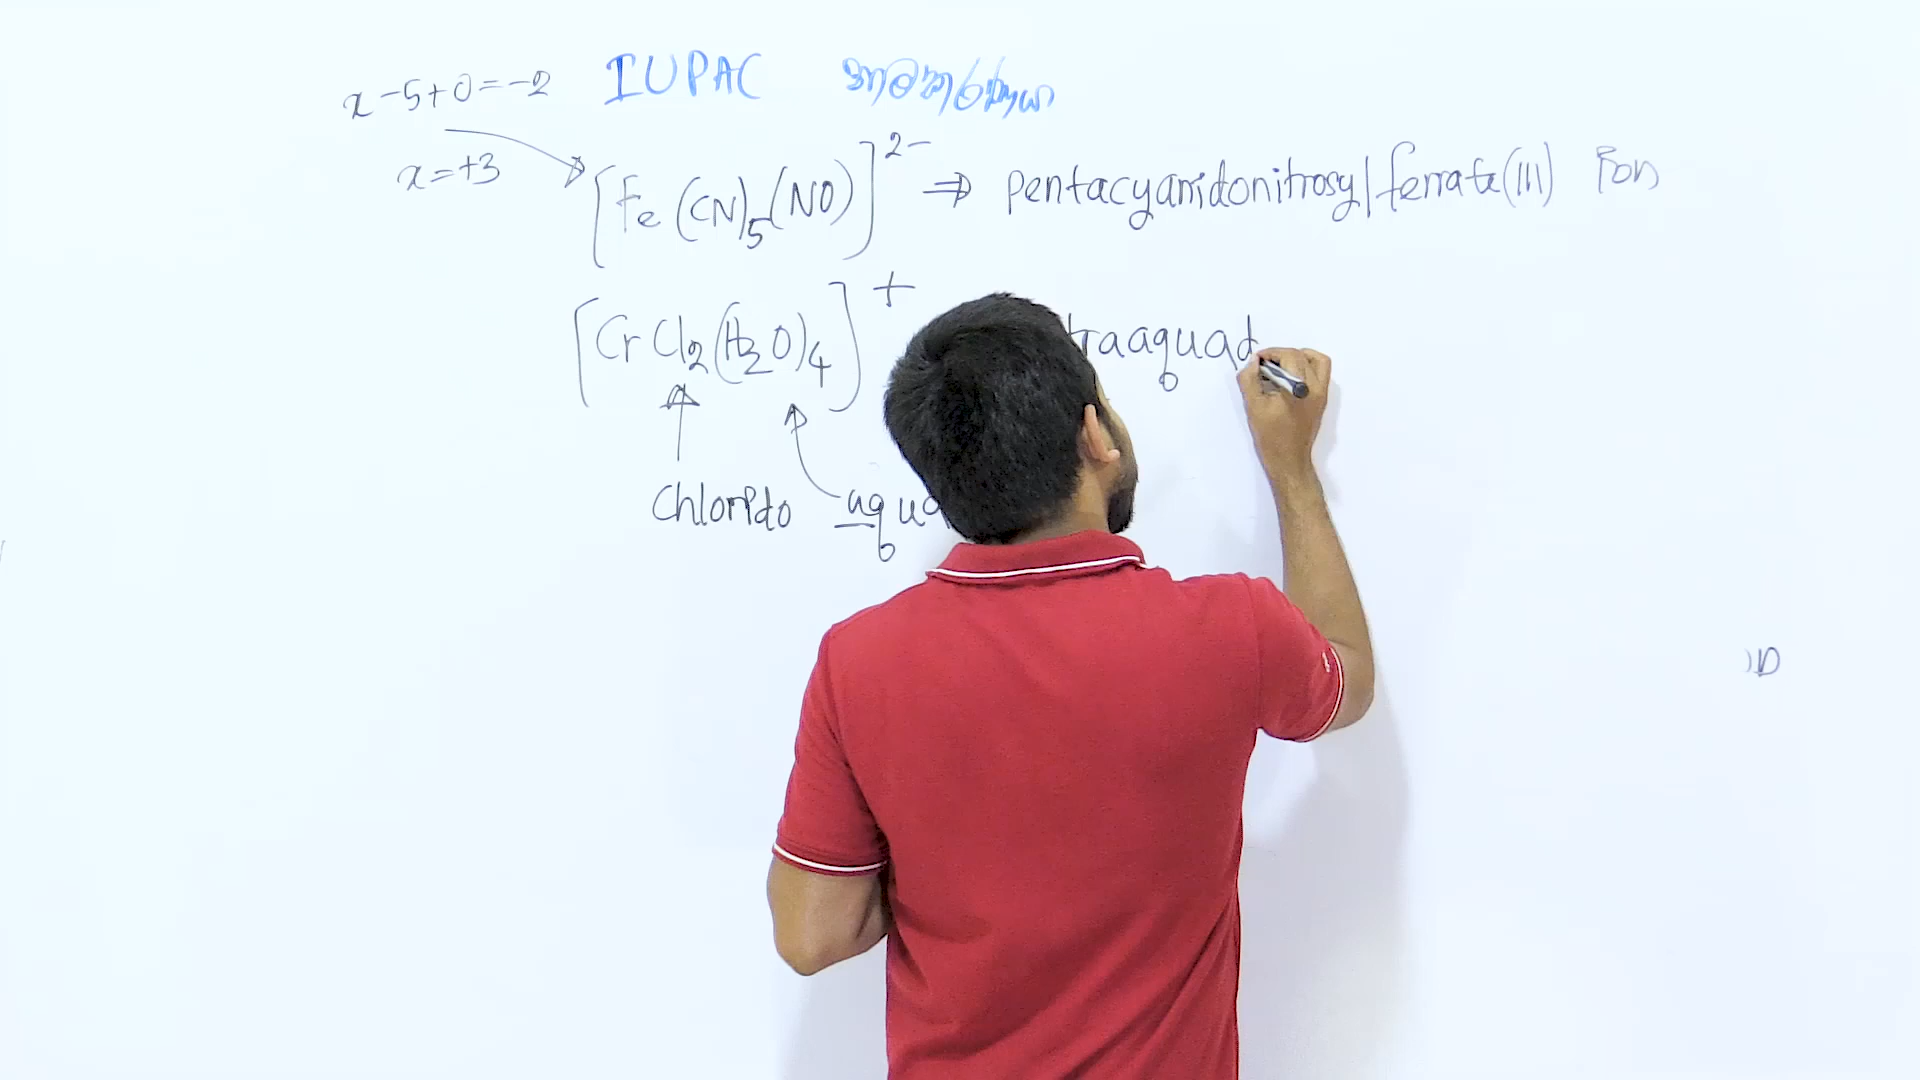 x-5+0=-2 IUPAC
x=+3
[Fe(CN)5(NO)]2- ⇒ pentacyanidonitrosylferrate(III) ion
[CrCl2(H2O)4]+ traaquad
Chlorido aqua